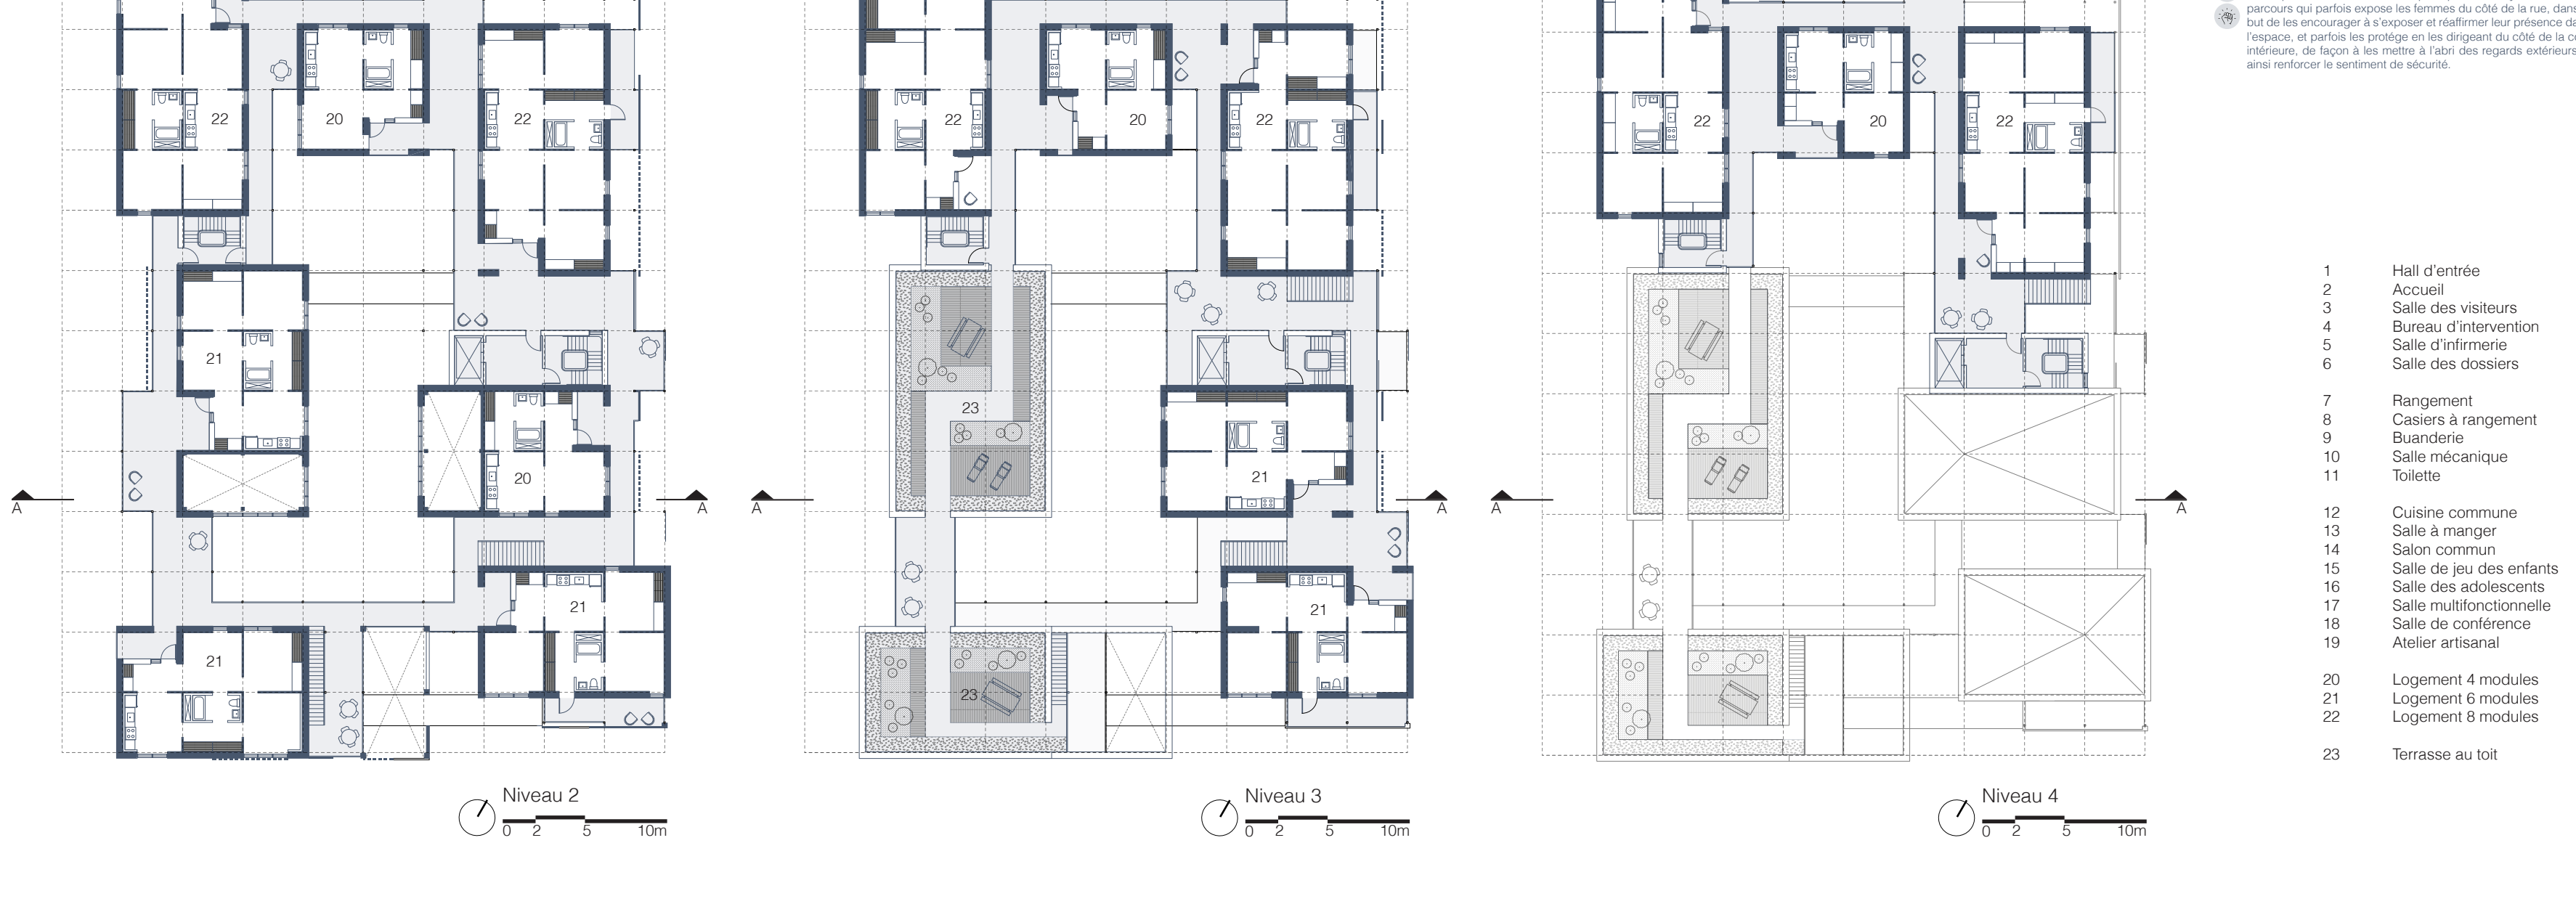 parcours qui parfois expose les femmes du côté de la rue, dans
but de les encourager à s'exposer et réaffirmer leur présence da
l'espace, et parfois les protége en les dirigeant du côté de la co
intérieure, de façon à les mettre à l'abri des regards extérieurs
ainsi renforcer le sentiment de sécurité.
22
20
22
21
21
20
21
21
A
A
Niveau 2
0 2 5 10m
22
20
22
23
21
21
23
A
A
Niveau 3
0 2 5 10m
22
20
22
A
A
Niveau 4
0 2 5 10m
1 Hall d'entrée
2 Accueil
3 Salle des visiteurs
4 Bureau d'intervention
5 Salle d'infirmerie
6 Salle des dossiers
7 Rangement
8 Casiers à rangement
9 Buanderie
10 Salle mécanique
11 Toilette
12 Cuisine commune
13 Salle à manger
14 Salon commun
15 Salle de jeu des enfants
16 Salle des adolescents
17 Salle multifonctionnelle
18 Salle de conférence
19 Atelier artisanal
20 Logement 4 modules
21 Logement 6 modules
22 Logement 8 modules
23 Terrasse au toit